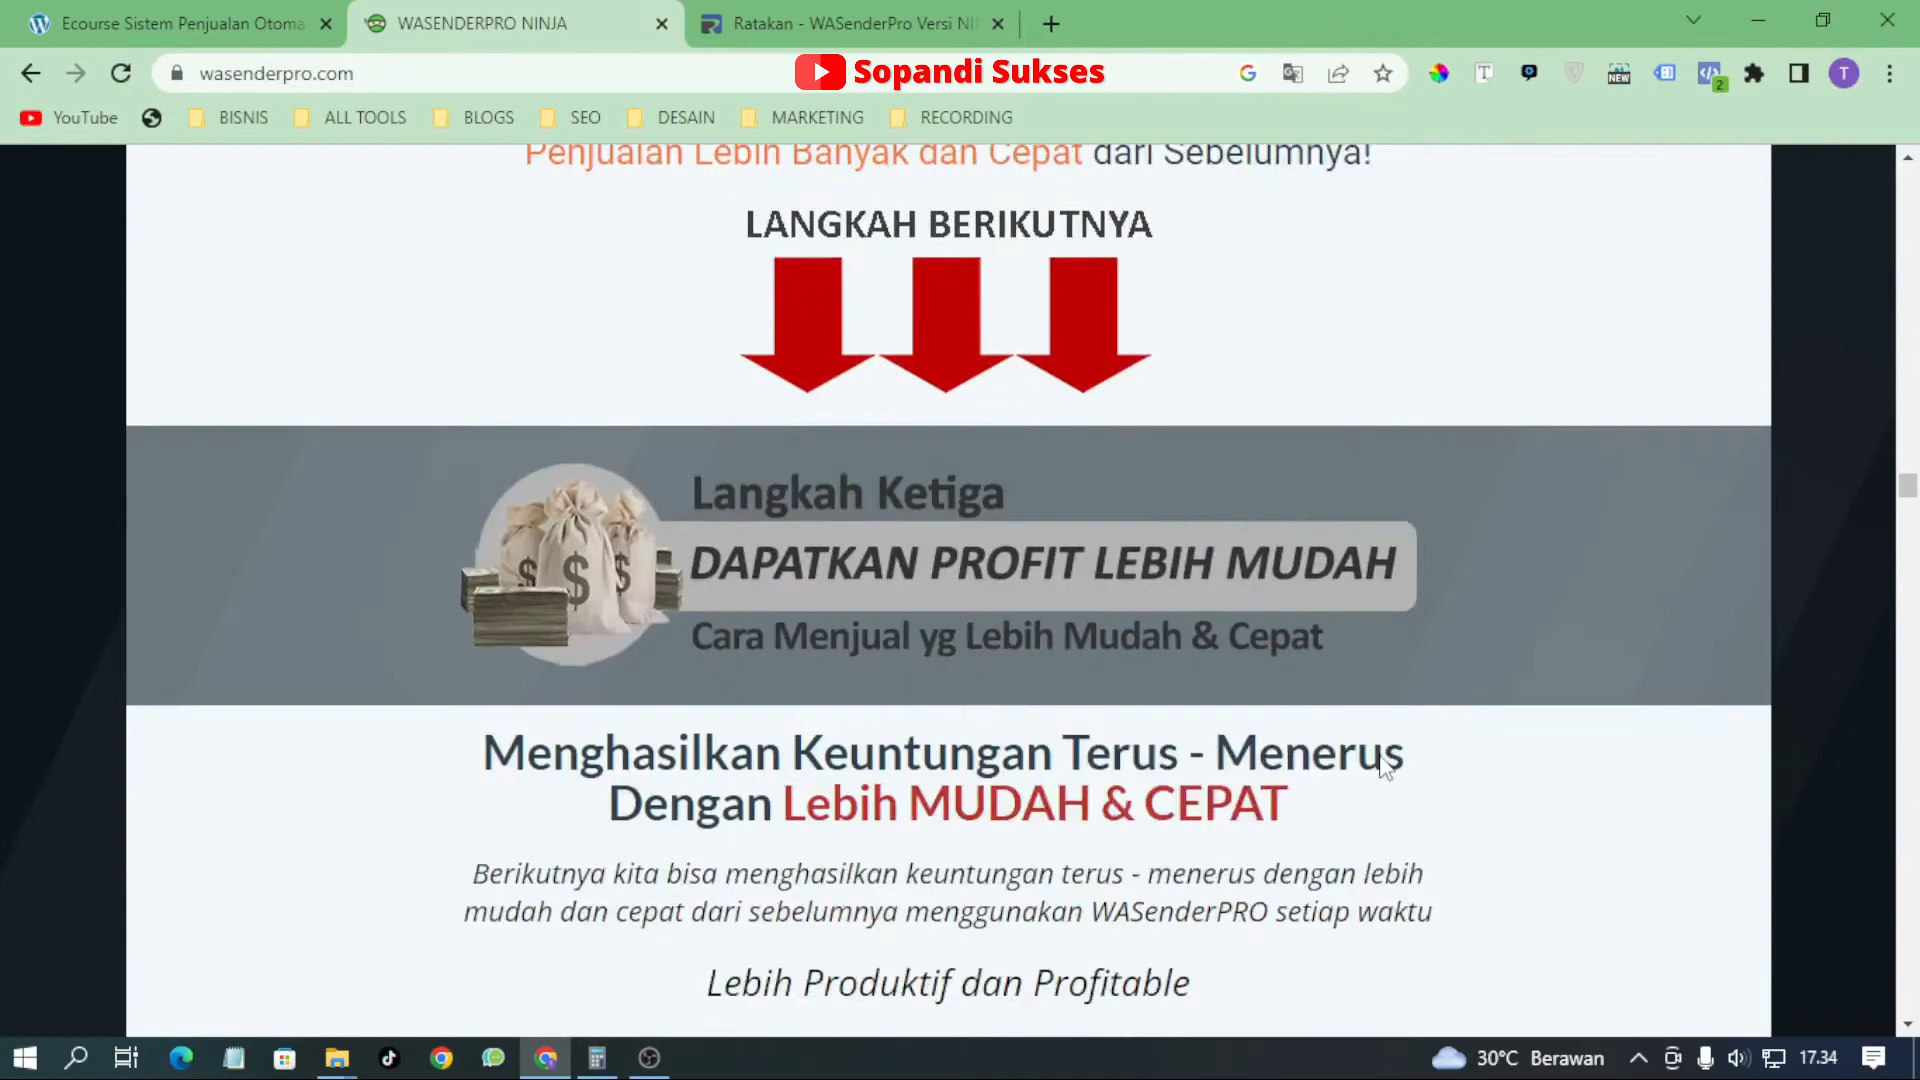 Ecourse Sistem Penjualan Otoma
WASENDERPRO NINJA
Ratakan - WASenderPro Versi NI
wasenderpro.com
Sopandi Sukses
T
NEW
2
T
YouTube
BISNIS
ALL TOOLS
BLOGS
SEO
DESAIN
MARKETING
RECORDING
Penjualan Lebih Banyak dan Cepat dari Sebelumnya!
LANGKAH BERIKUTNYA
Langkah Ketiga
DAPATKAN PROFIT LEBIH MUDAH
Cara Menjual yg Lebih Mudah & Cepat
$ $ $
Menghasilkan Keuntungan Terus - Menerus
Dengan Lebih MUDAH & CEPAT
Berikutnya kita bisa menghasilkan keuntungan terus - menerus dengan lebih
mudah dan cepat dari sebelumnya menggunakan WASenderPRO setiap waktu
Lebih Produktif dan Profitable
30°C Berawan
17.34